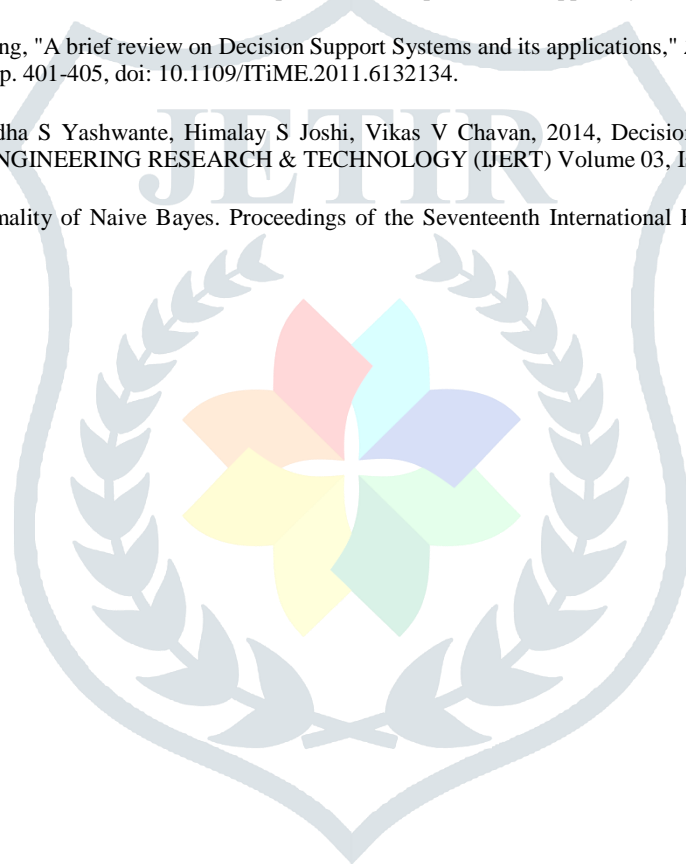 ng, "A brief review on Decision Support Systems and its applications,"
p. 401-405, doi: 10.1109/ITiME.2011.6132134.
dha S Yashwante, Himalay S Joshi, Vikas V Chavan, 2014, Decision
NGINEERING RESEARCH & TECHNOLOGY (IJERT) Volume 03,
JETIR
mality of Naive Bayes. Proceedings of the Seventeenth International